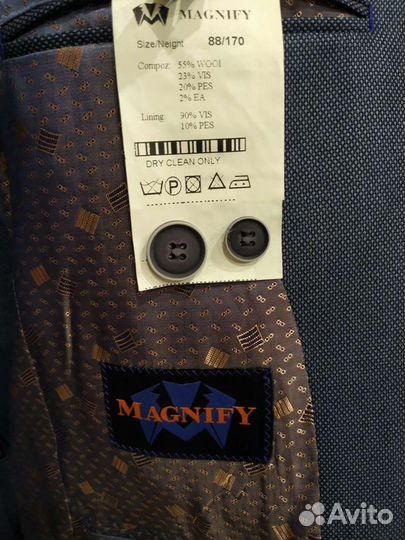 MAGNIFY
Size/Neight 88/170
Compoz: 55% WOOl
23% VIS
20% PES
2% EA
Lining: 90% VIS
10% PES
DRY CLEAN ONLY
P
MAGNIFY
Avito